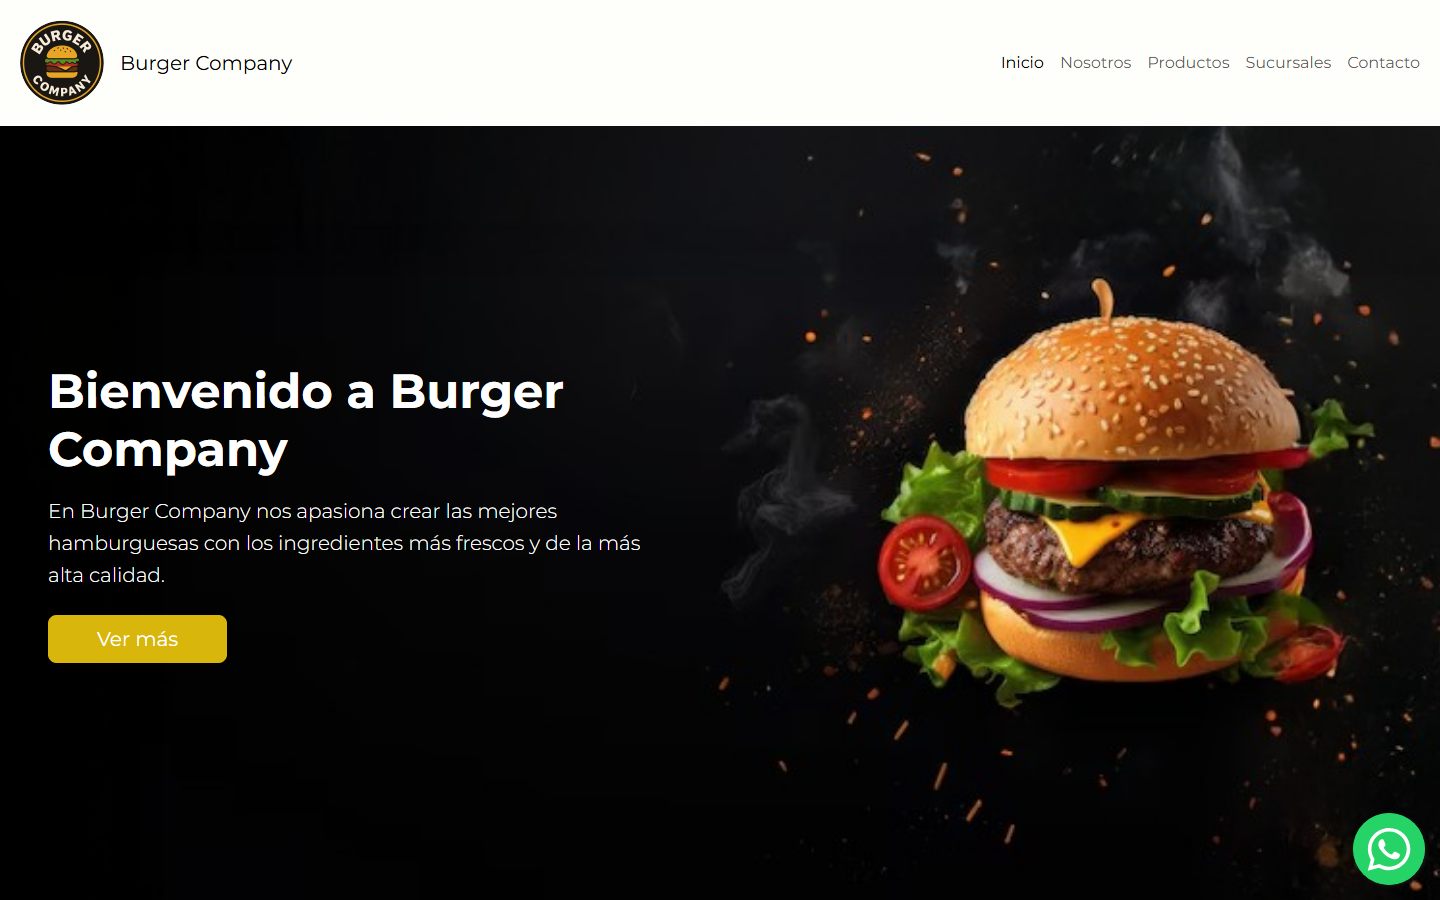 BURGER
COMPANY
Burger Company
Inicio Nosotros Productos Sucursales Contacto
Bienvenido a Burger
Company
En Burger Company nos apasiona crear las mejores
hamburguesas con los ingredientes más frescos y de la más
alta calidad.
Ver más